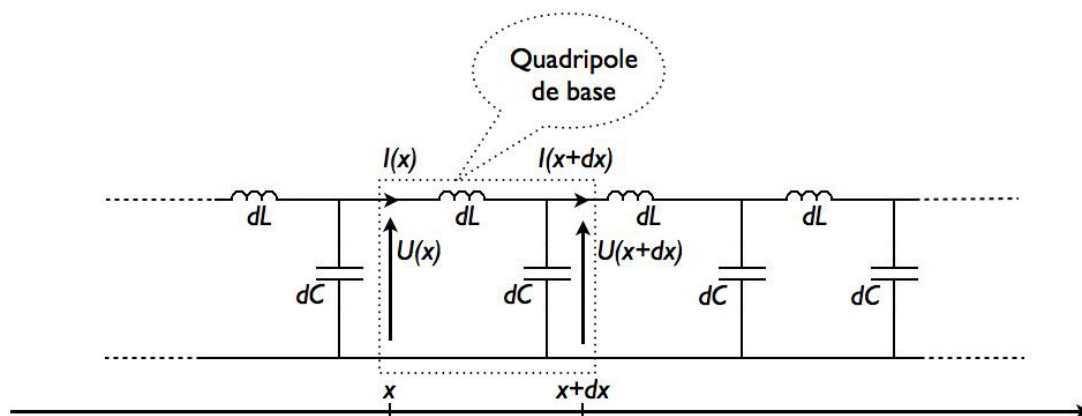 Quadripole
de base
I(x)
I(x+dx)
dL
dL
dL
dL
U(x)
U(x+dx)
dC
dC
dC
dC
x
x+dx